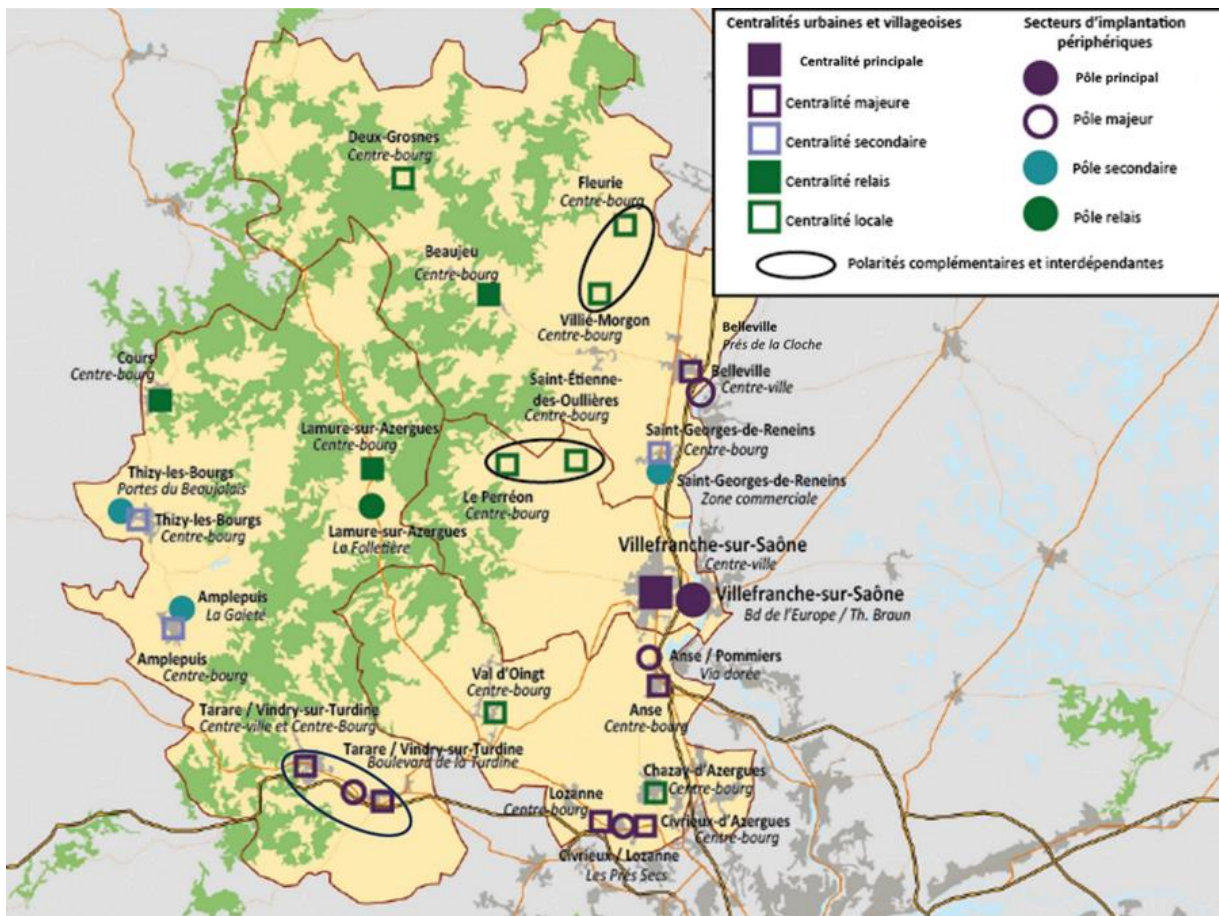 Centralités urbaines et villageoises
Centralité principale
Centralité majeure
Centralité secondaire
Centralité relais
Centralité locale
Secteurs d'implantation
périphériques
Pôle principal
Pôle majeur
Pôle secondaire
Pôle relais
Polarités complémentaires et interdépendantes
Deux-Grosnes
Centre-bourg
Fleurie
Centre-bourg
Beaujeu
Centre-bourg
Villié-Morgon
Centre-bourg
Belleville
Prés de la Cloche
Belleville
Centre-ville
Cours
Centre-bourg
Saint-Étienne-
des-Oullières
Centre-bourg
Lamure-sur-Azergues
Centre-bourg
Saint-Georges-de-Reneins
Centre-bourg
Saint-Georges-de-Reneins
Zone commerciale
Thizy-les-Bourgs
Portes du Beaujolais
Thizy-les-Bourgs
Centre-bourg
Le Perréon
Centre-bourg
Lamure-sur-Azergues
La Folletière
Villefranche-sur-Saône
Centre-ville
Villefranche-sur-Saône
Bd de l'Europe / Th. Braun
Amplepuis
La Gaieté
Amplepuis
Centre-bourg
Anse / Pommiers
Via dorée
Val d'Oingt
Centre-bourg
Anse
Centre-bourg
Tarare / Vindry-sur-Turdine
Centre-ville et Centre-Bourg
Tarare / Vindry-sur-Turdine
Boulevard de la Turdine
Chazay-d'Azergues
Centre-bourg
Lozanne
Centre-bourg
Civrieux-d'Azergues
Centre-bourg
Civrieux / Lozanne
Les Prés Secs